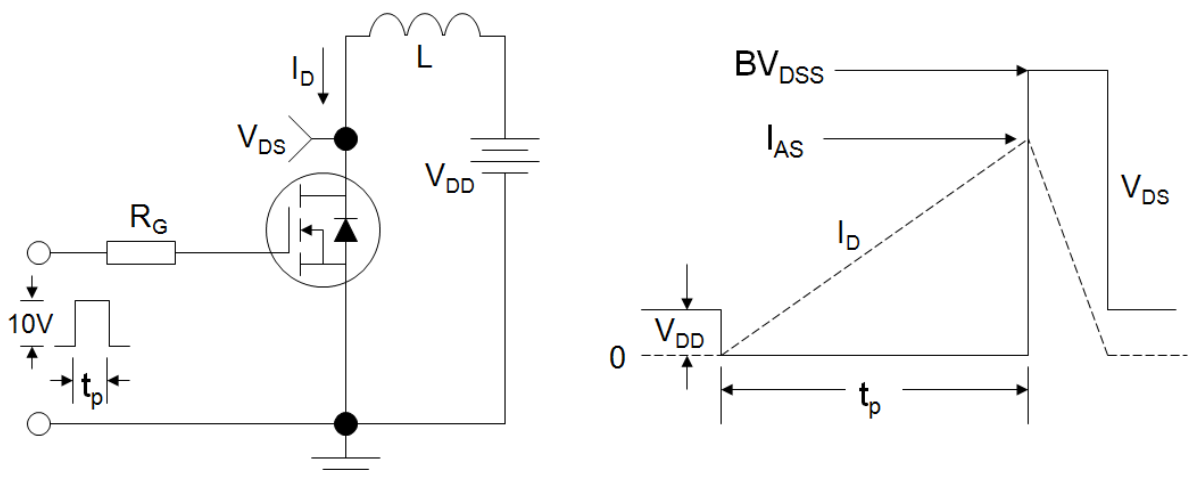 L
I_D
V_DS
V_DD
R_G
10V
t_p
BV_DSS
I_AS
V_DS
I_D
V_DD
0
t_p